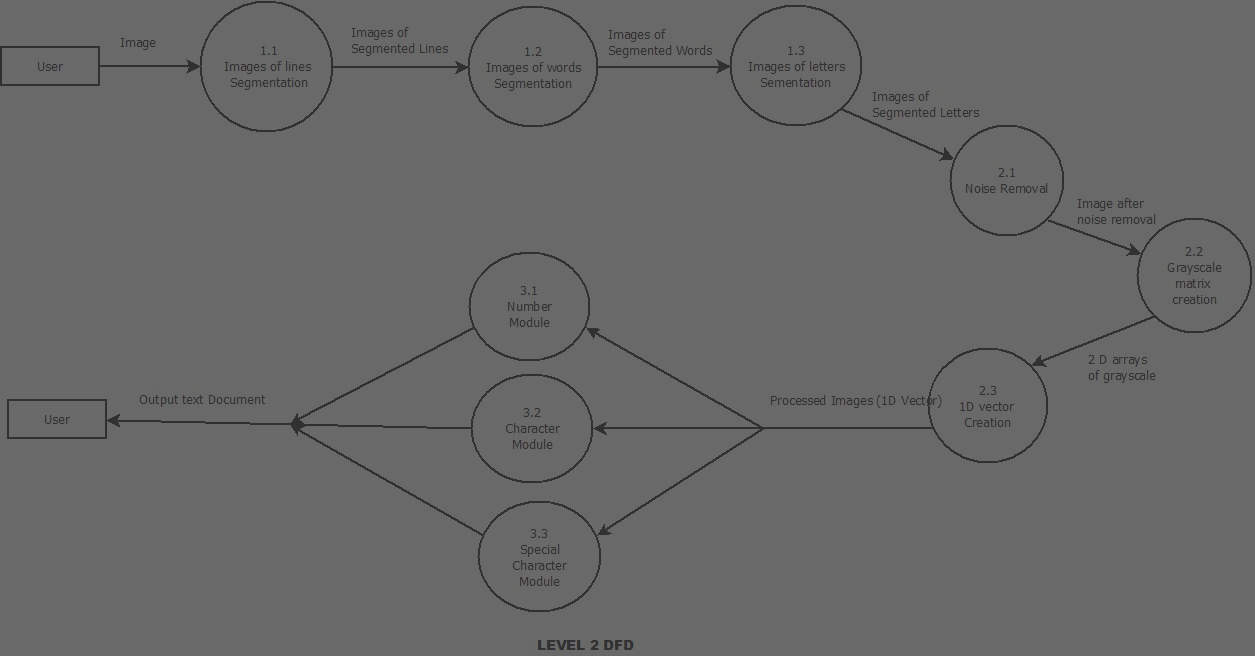 User
Image
1.1
Images of lines
Segmentation
Images of
Segmented Lines
1.2
Images of words
Segmentation
Images of
Segmented Words
1.3
Images of letters
Sementation
Images of
Segmented Letters
2.1
Noise Removal
Image after
noise removal
2.2
Grayscale
matrix
creation
2 D arrays
of grayscale
2.3
1D vector
Creation
Processed Images (1D Vector)
3.1
Number
Module
3.2
Character
Module
3.3
Special
Character
Module
Output text Document
User
LEVEL 2 DFD